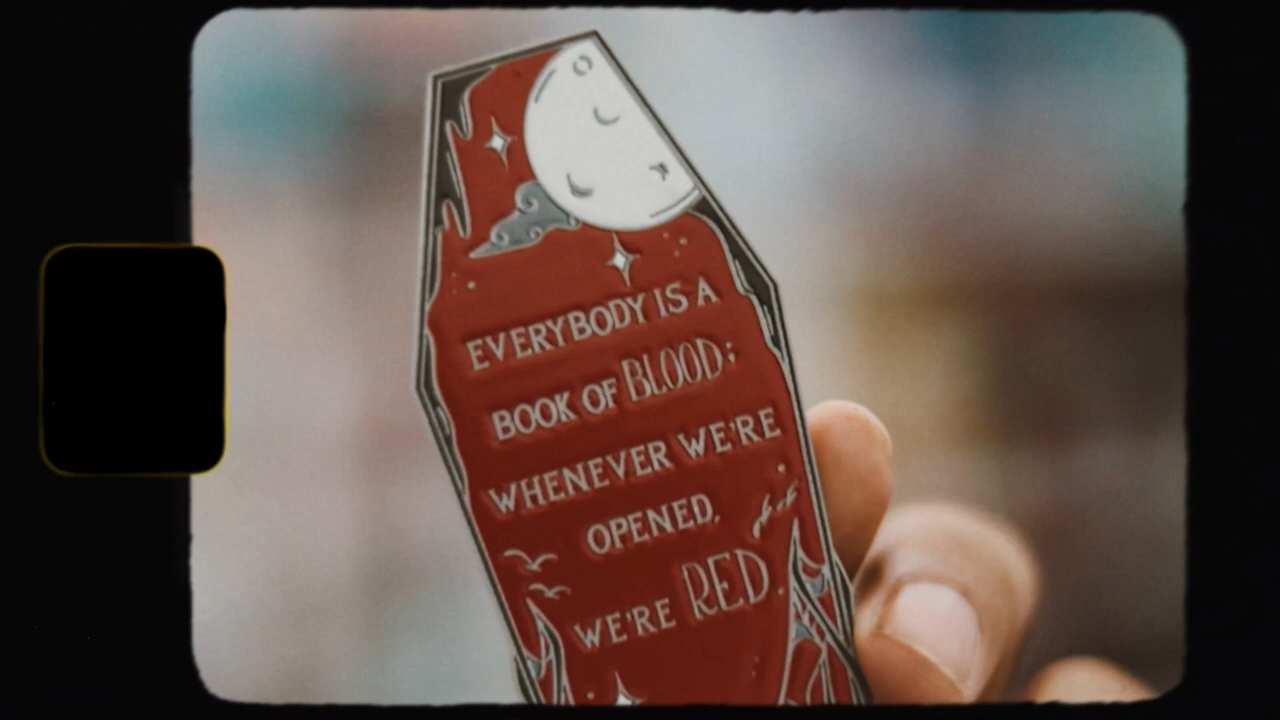 EVERYBODY IS A
BOOK OF BLOOD;
WHENEVER WE'RE
OPENED,
WE'RE RED.